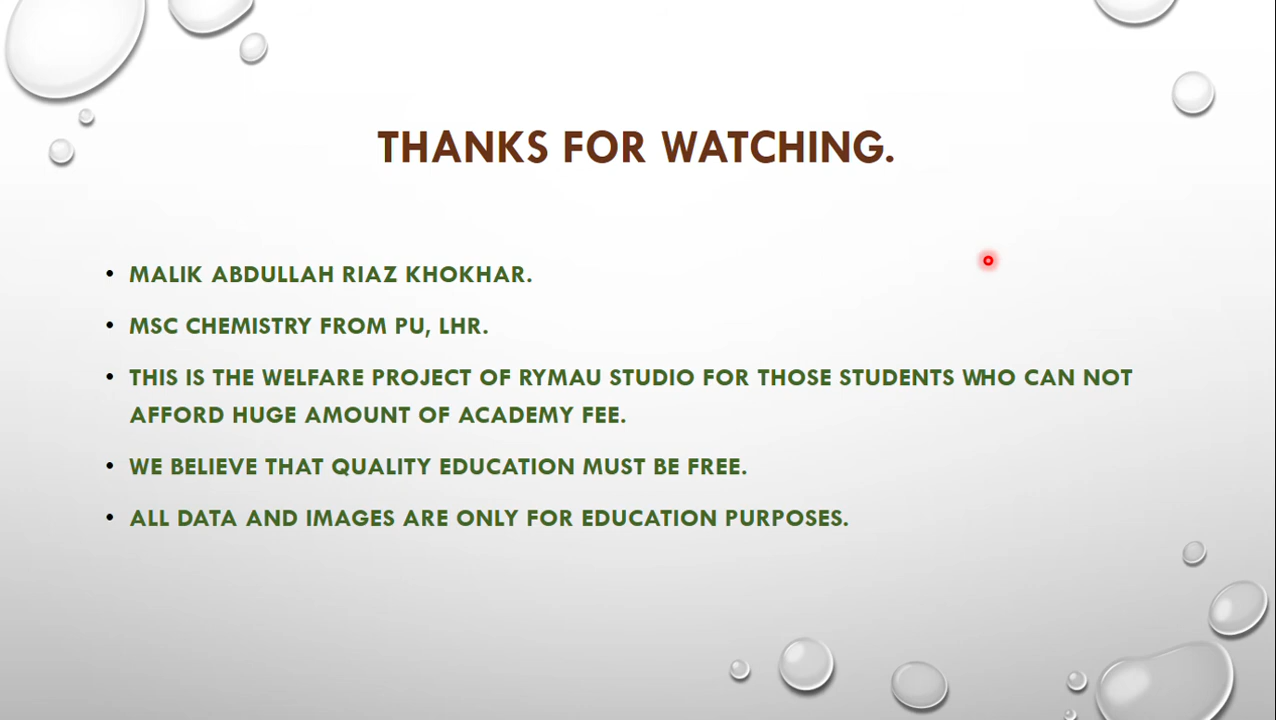 THANKS FOR WATCHING.
• MALIK ABDULLAH RIAZ KHOKHAR.
• MSC CHEMISTRY FROM PU, LHR.
• THIS IS THE WELFARE PROJECT OF RYMAU STUDIO FOR THOSE STUDENTS WHO CAN NOT
AFFORD HUGE AMOUNT OF ACADEMY FEE.
• WE BELIEVE THAT QUALITY EDUCATION MUST BE FREE.
• ALL DATA AND IMAGES ARE ONLY FOR EDUCATION PURPOSES.